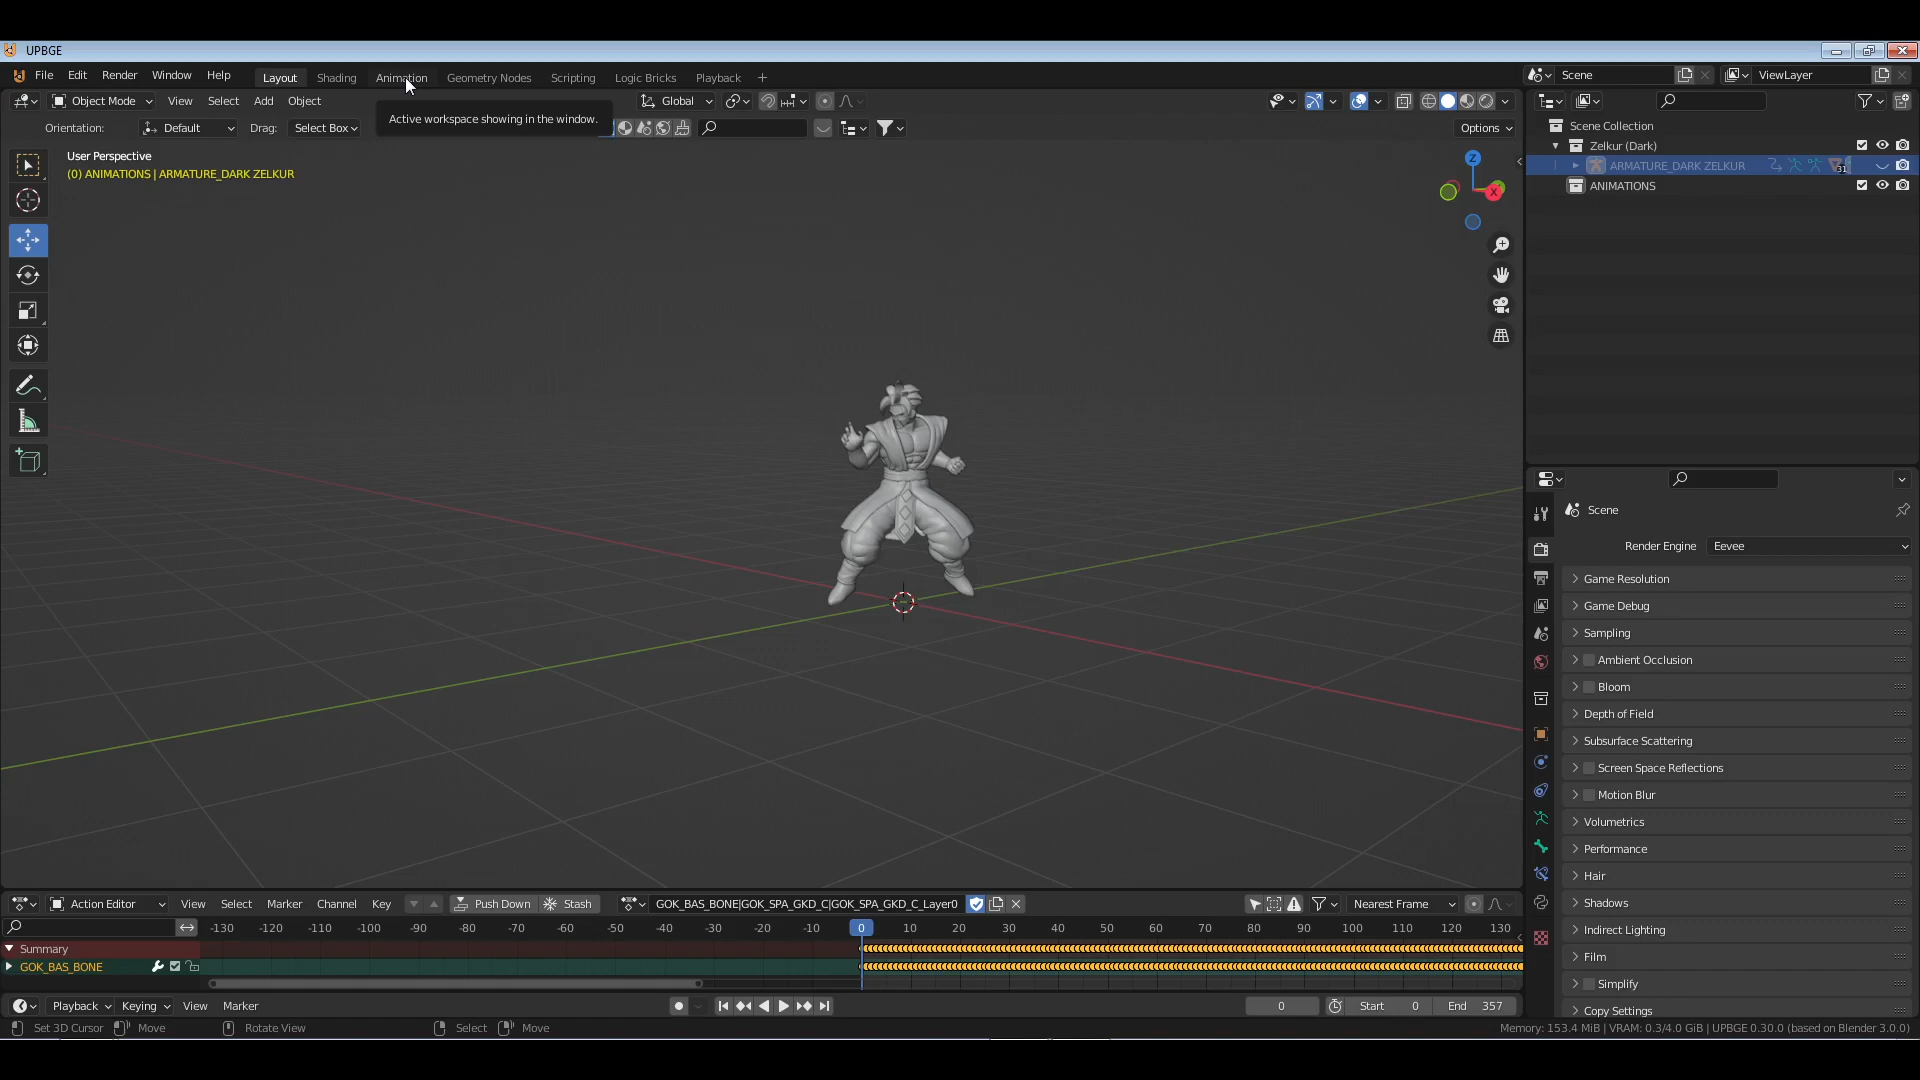 UPBGE
File Edit Render Window Help Layout Shading Animation Geometry Nodes Scripting Logic Bricks Playback + Scene ViewLayer
Object Mode View Select Add Object Global
Active workspace showing in the window.
Orientation: Default Drag: Select Box Options
User Perspective
(0) ANIMATIONS | ARMATURE_DARK ZELKUR
Z
X
Scene Collection
Zelkur (Dark)
ARMATURE_DARK ZELKUR 31
ANIMATIONS
Scene
Render Engine Eevee
Game Resolution
Game Debug
Sampling
Ambient Occlusion
Bloom
Depth of Field
Subsurface Scattering
Screen Space Reflections
Motion Blur
Volumetrics
Performance
Hair
Shadows
Indirect Lighting
Film
Simplify
Copy Settings
Action Editor View Select Marker Channel Key Push Down Stash GOK_BAS_BONE|GOK_SPA_GKD_C|GOK_SPA_GKD_C_Layer0 Nearest Frame
-130 -120 -110 -100 -90 -80 -70 -60 -50 -40 -30 -20 -10 0 10 20 30 40 50 60 70 80 90 100 110 120 130
Summary
GOK_BAS_BONE
Playback Keying View Marker 0 Start 0 End 357
Set 3D Cursor Move Rotate View Select Move Memory: 153.4 MiB | VRAM: 0.3/4.0 GiB | UPBGE 0.30.0 (based on Blender 3.0.0)